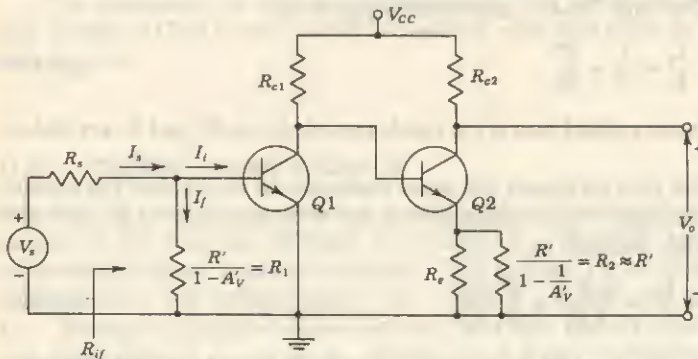 V_CC
R_c1
R_c2
R_s
I_s
I_i
I_f
Q1
Q2
+
V_s
−
R'/(1 − A'_V) = R_1
R_e
R'/(1 − 1/A'_V) = R_2 ≈ R'
V_o
R_if